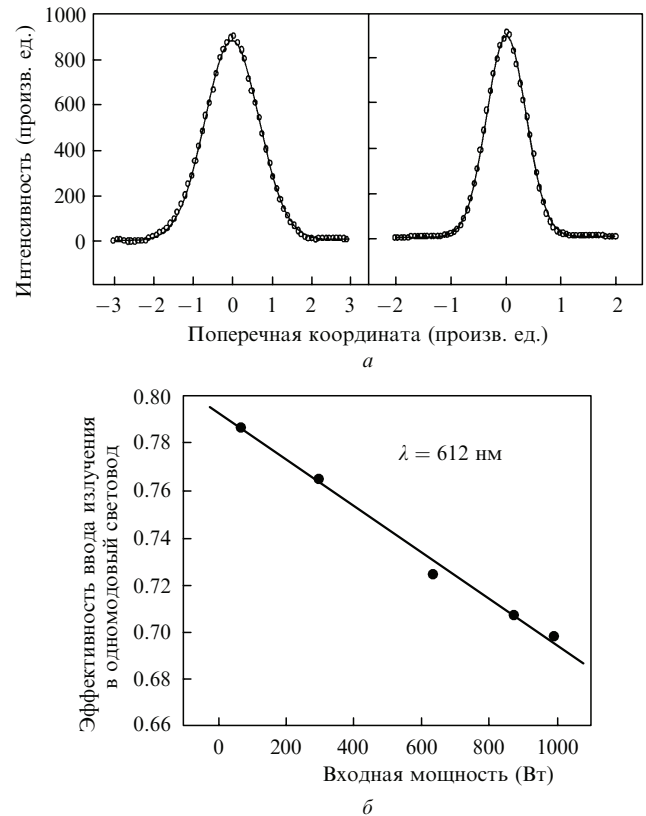 Интенсивность (произв. ед.)
1000
800
600
400
200
0
−3 −2 −1 0 1 2 3
−2 −1 0 1 2
Поперечная координата (произв. ед.)
а
Эффективность ввода излучения
в одномодовый световод
0.80
0.78
0.76
0.74
0.72
0.70
0.68
0.66
λ = 612 нм
0 200 400 600 800 1000
Входная мощность (Вт)
б